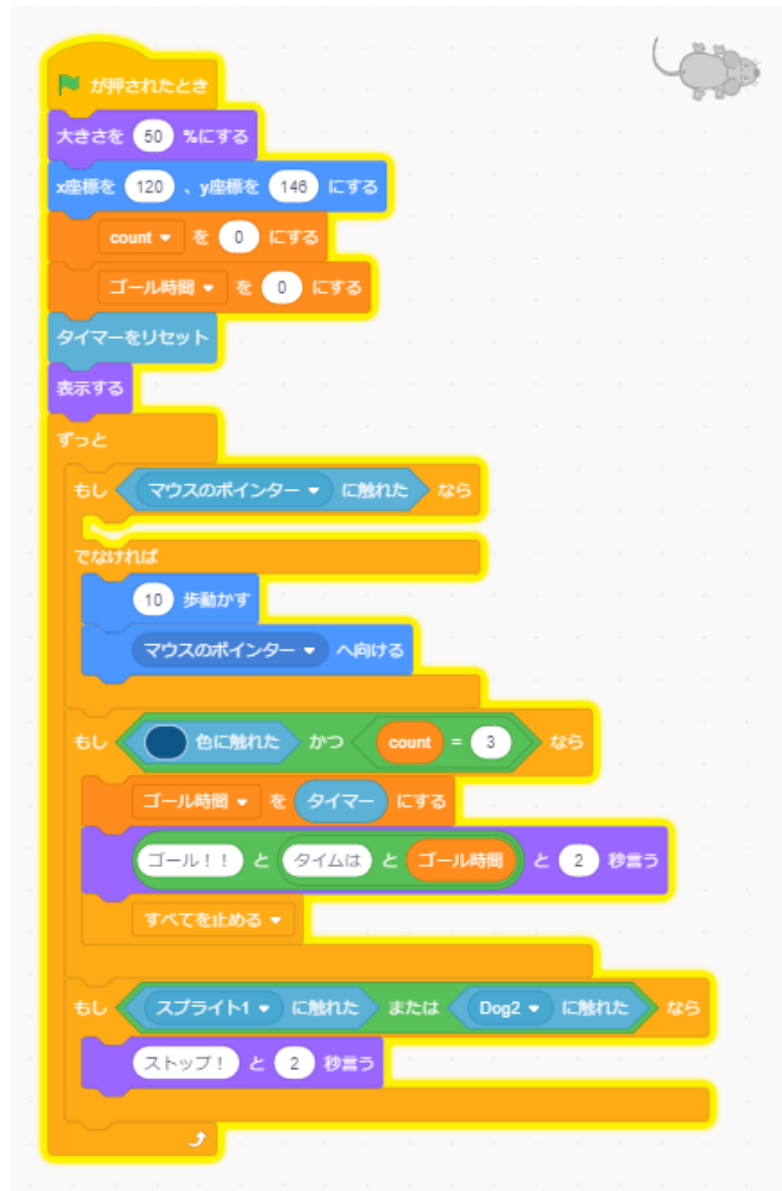 が押されたとき
大きさを 50 %にする
x座標を 120 、y座標を 146 にする
count を 0 にする
ゴール時間 を 0 にする
タイマーをリセット
表示する
ずっと
もし マウスのポインター に触れた なら
でなければ
10 歩動かす
マウスのポインター へ向ける
もし 色に触れた かつ count = 3 なら
ゴール時間 を タイマー にする
ゴール！！ と タイムは と ゴール時間 と 2 秒言う
すべてを止める
もし スプライト1 に触れた または Dog2 に触れた なら
ストップ！ と 2 秒言う